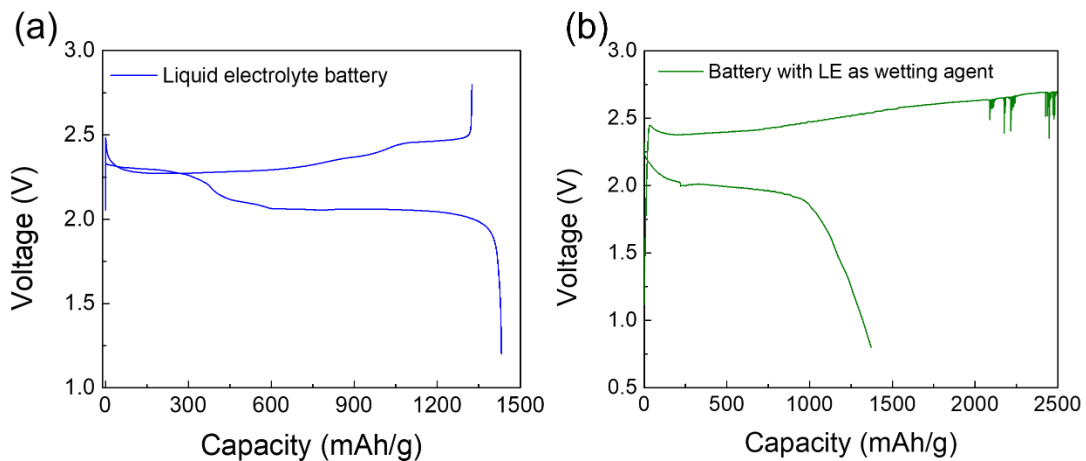 (a)
Liquid electrolyte battery
3.0
2.5
2.0
1.5
1.0
Voltage (V)
0 300 600 900 1200 1500
Capacity (mAh/g)
(b)
Battery with LE as wetting agent
3.0
2.5
2.0
1.5
1.0
0.5
Voltage (V)
0 500 1000 1500 2000 2500
Capacity (mAh/g)